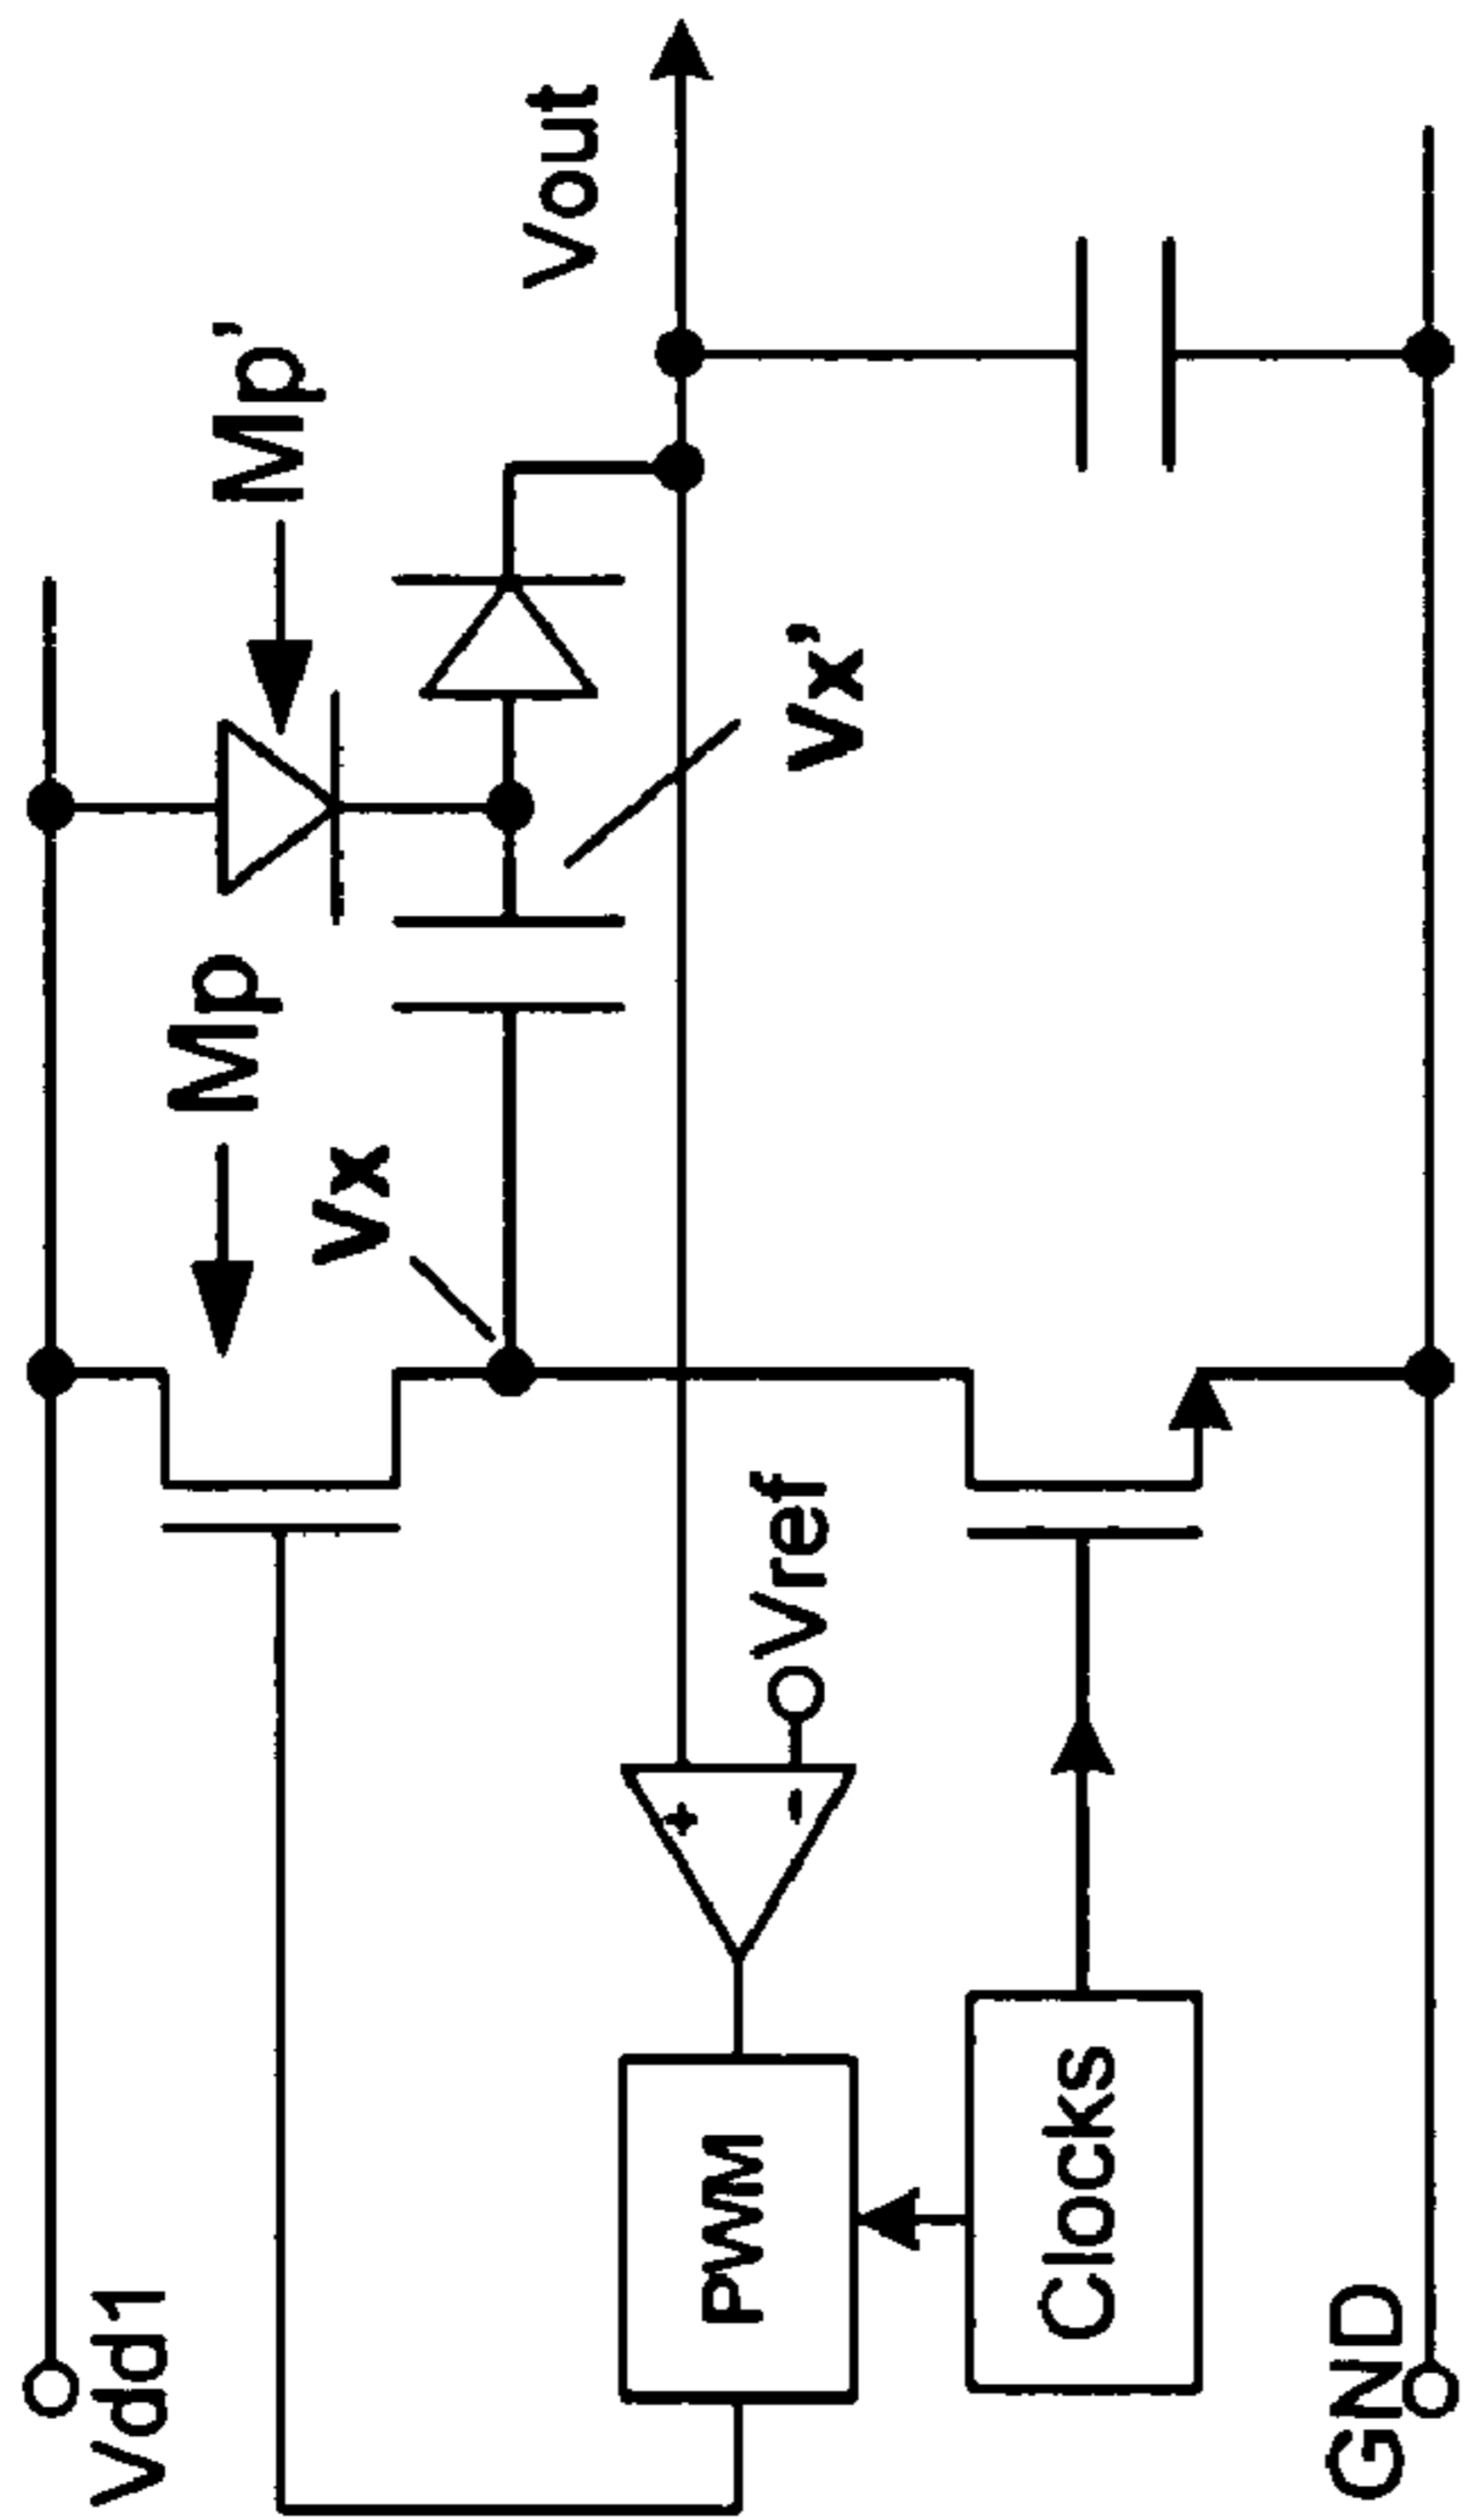 Vdd1
Mp
Mp’
Vx
Vout
Vx’
Vref
+
-
PWM
Clocks
GND